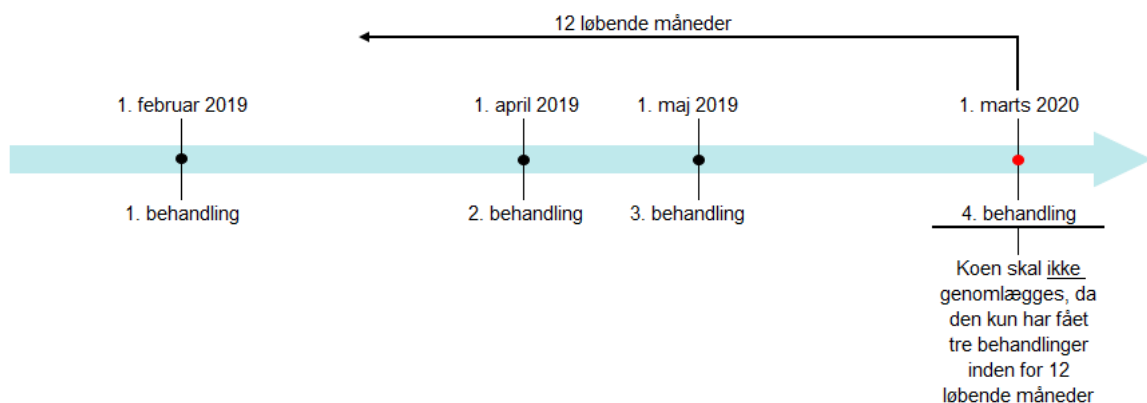 12 løbende måneder
1. februar 2019
1. april 2019
1. maj 2019
1. marts 2020
1. behandling
2. behandling
3. behandling
4. behandling
Koen skal ikke
genomlægges, da
den kun har fået
tre behandlinger
inden for 12
løbende måneder